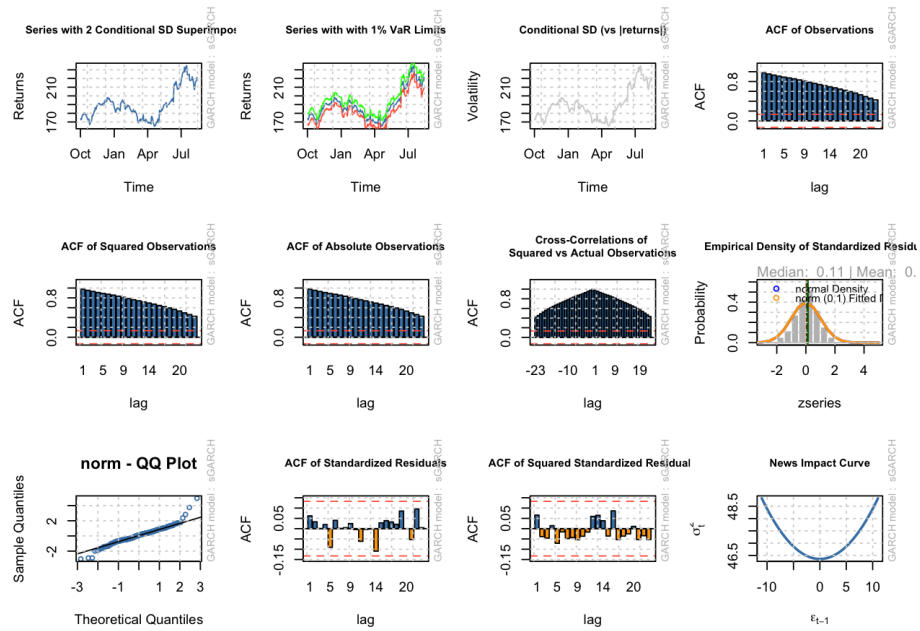 Series with 2 Conditional SD Superimpos
Returns
170 210
Oct Jan Apr Jul
Time
GARCH model : sGARCH
Series with with 1% VaR Limits
Returns
170 210
Oct Jan Apr Jul
Time
GARCH model : sGARCH
Conditional SD (vs |returns|)
Volatility
170 210
Oct Jan Apr Jul
Time
GARCH model : sGARCH
ACF of Observations
ACF
0.0 0.8
1 5 9 14 20
lag
ACF of Squared Observations
ACF
0.0 0.8
1 5 9 14 20
lag
GARCH model : sGARCH
ACF of Absolute Observations
ACF
0.0 0.8
1 5 9 14 20
lag
GARCH model : sGARCH
Cross-Correlations of
Squared vs Actual Observations
ACF
0.0 0.8
-23 -10 1 9 19
lag
GARCH model : sGARCH
Empirical Density of Standardized Residu
Median: 0.11 | Mean: 0.
normal Density
norm (0,1) Fitted D
Probability
0.0 0.4
-2 0 2 4
zseries
norm - QQ Plot
Sample Quantiles
-2 2
-3 -1 0 1 2 3
Theoretical Quantiles
GARCH model : sGARCH
ACF of Standardized Residuals
ACF
-0.15 0.05
1 5 9 14 20
lag
GARCH model : sGARCH
ACF of Squared Standardized Residual
ACF
-0.15 0.05
1 5 9 14 20
lag
GARCH model : sGARCH
News Impact Curve
σt²
46.5 48.5
-10 0 5 10
εt−1
GARCH model : sGARCH